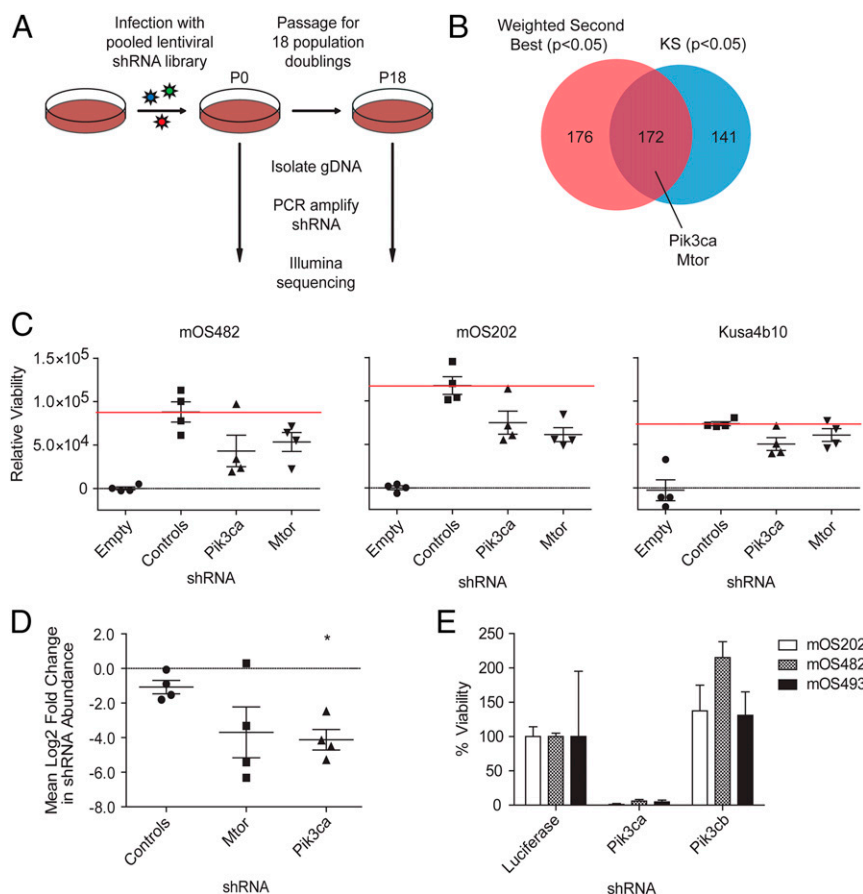 A
Infection with
pooled lentiviral
shRNA library
Passage for
18 population
doublings
P0
P18
Isolate gDNA
PCR amplify
shRNA
Illumina
sequencing
B
Weighted Second
Best (p<0.05)
KS (p<0.05)
176
172
141
Pik3ca
Mtor
C
mOS482
mOS202
Kusa4b10
Relative Viability
1.5×10⁵
1.0×10⁵
5.0×10⁴
0
Empty
Controls
Pik3ca
Mtor
shRNA
Empty
Controls
Pik3ca
Mtor
shRNA
Empty
Controls
Pik3ca
Mtor
shRNA
D
Mean Log2 Fold Change
in shRNA Abundance
2.0
0.0
-2.0
-4.0
-6.0
-8.0
*
Controls
Mtor
Pik3ca
shRNA
E
% Viability
250
200
150
100
50
0
mOS202
mOS482
mOS493
Luciferase
Pik3ca
Pik3cb
shRNA